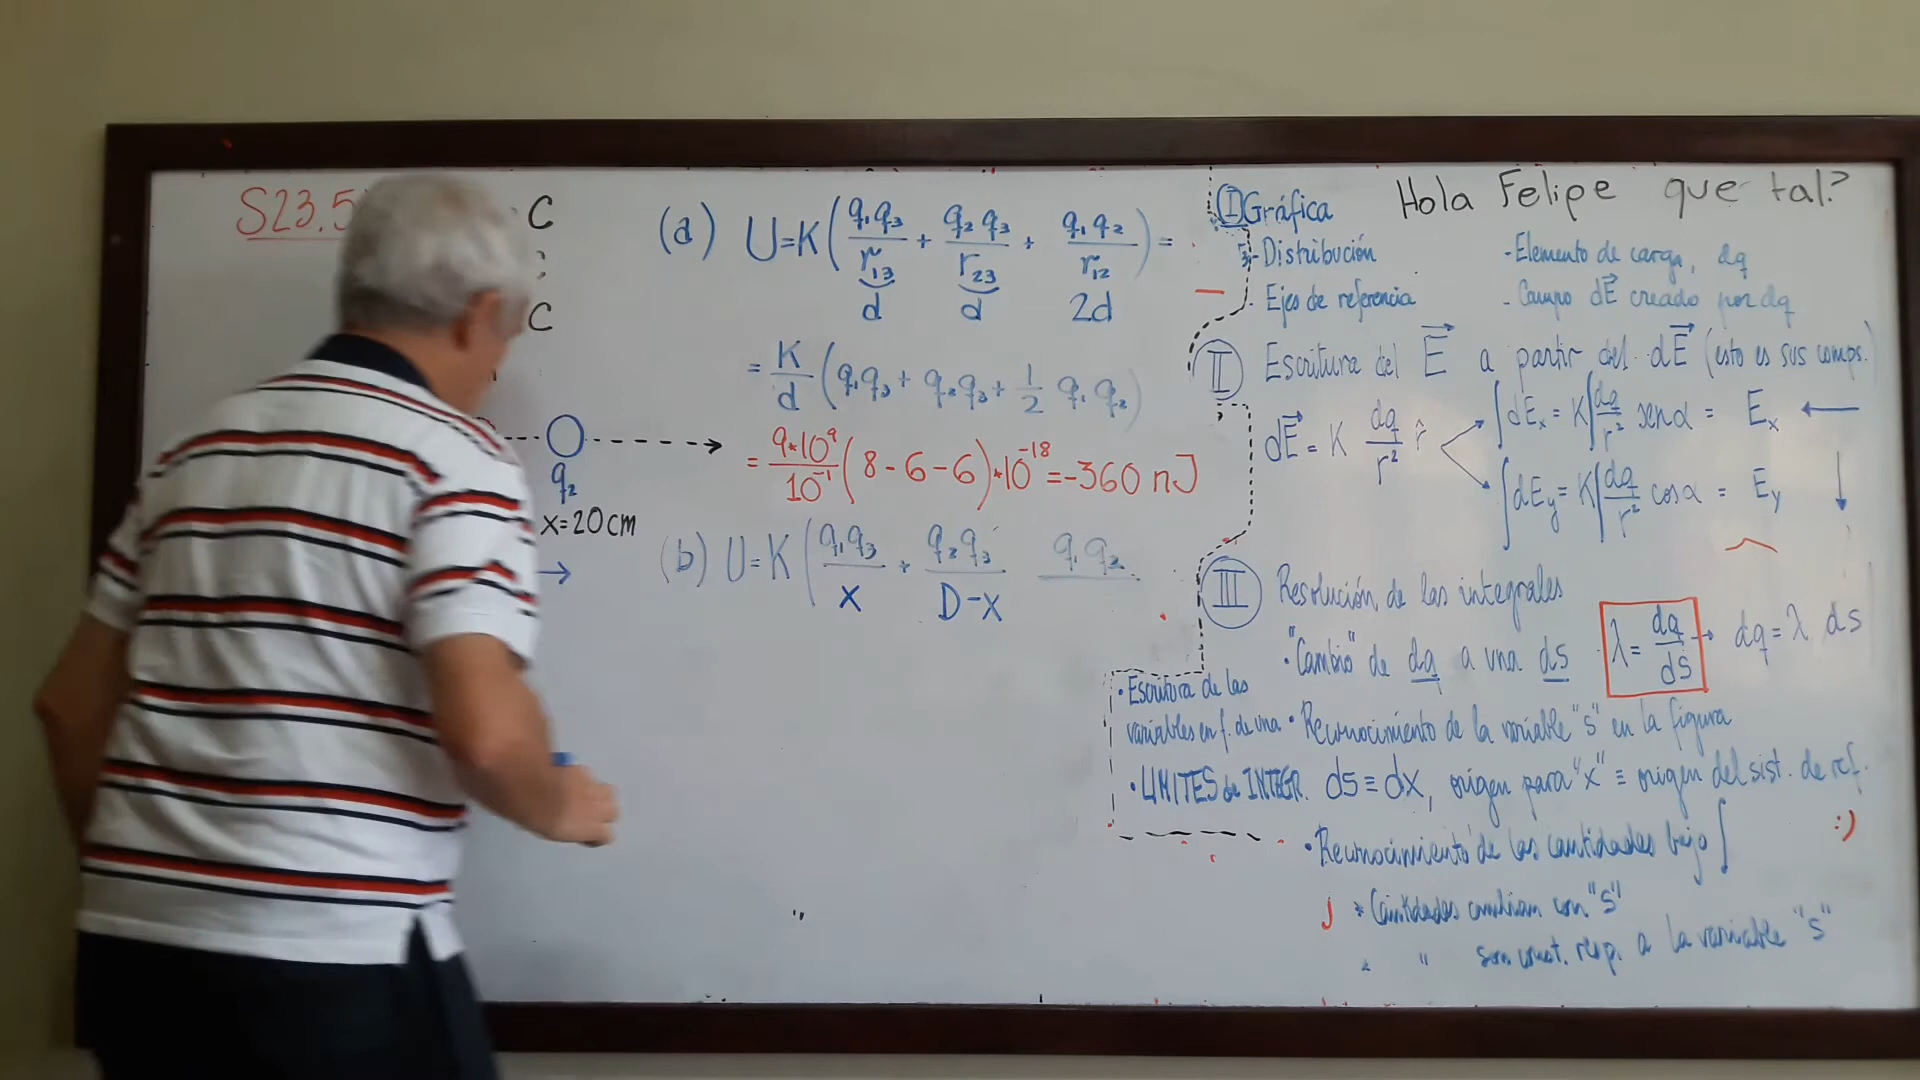 S23.5
C
C
q₂
x=20cm
(a) U=K(q₁q₃/r₁₃ + q₂q₃/r₂₃ + q₁q₂/r₁₂) =
d d 2d
= K/d (q₁q₃ + q₂q₃ + 1/2 q₁q₂)
= 9*10⁹/10⁻¹ (8-6-6)*10⁻¹⁸ = -360 nJ
(b) U=K(q₁q₃/x + q₂q₃/D-x q₁q₂
Hola Felipe que tal?
I Gráfica
- Distribución
- Ejes de referencia
- Elemento de carga, dq
- Campo dE⃗ creado por dq
II Escritura del E⃗ a partir del dE⃗ (esto es sus comps.)
dE⃗ = K dq/r² r̂
∫dEx = K∫dq/r² senα = Ex
∫dEy = K∫dq/r² cosα = Ey
III Resolución de las integrales
• "Cambio" de dq a una ds
λ = dq/ds → dq = λ ds
• Escritura de las
variables en f. de una
• Reconocimiento de la variable "s" en la figura
• LIMITES de INTEGR.
ds ≡ dx, origen para "x" ≡ origen del sist. de ref.
• Reconocimiento de las cantidades bajo ∫
:)
* Cantidades cambian con "s"
" son const. resp. a la variable "s"